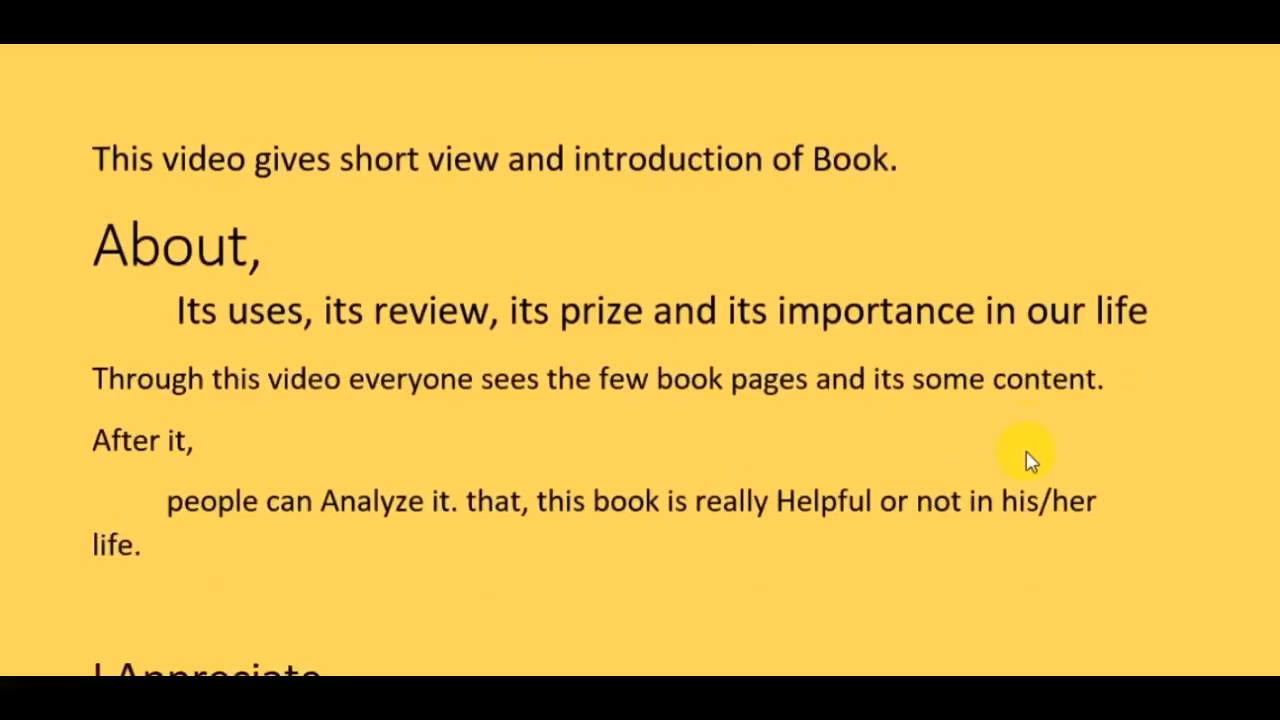 This video gives short view and introduction of Book.
About,
Its uses, its review, its prize and its importance in our life
Through this video everyone sees the few book pages and its some content.
After it,
people can Analyze it. that, this book is really Helpful or not in his/her
life.
I Appreciate